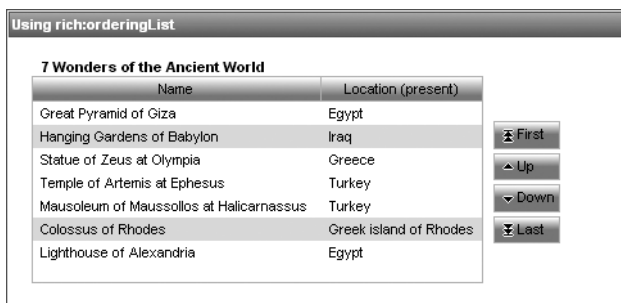 Using rich:orderingList
7 Wonders of the Ancient World
Name Location (present)
Great Pyramid of Giza Egypt
Hanging Gardens of Babylon Iraq
Statue of Zeus at Olympia Greece
Temple of Artemis at Ephesus Turkey
Mausoleum of Maussollos at Halicarnassus Turkey
Colossus of Rhodes Greek island of Rhodes
Lighthouse of Alexandria Egypt
First
Up
Down
Last